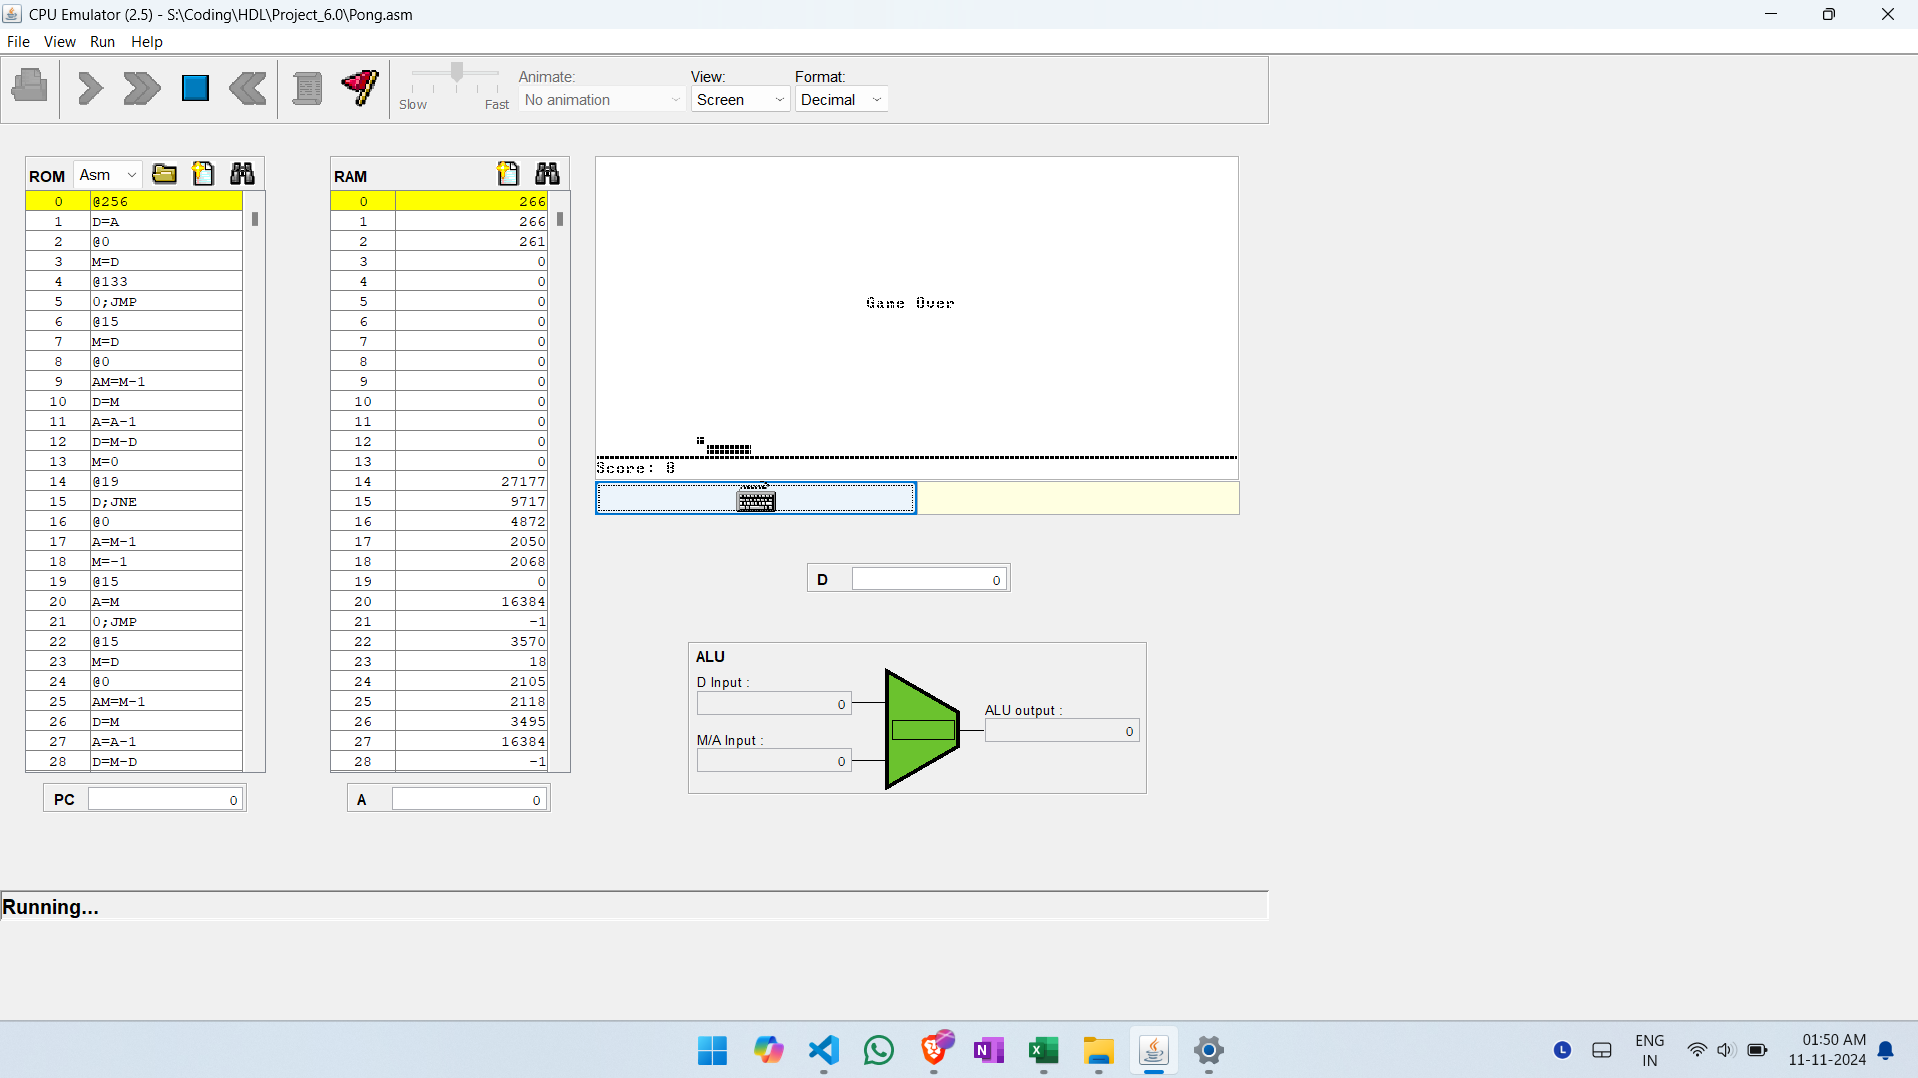 CPU Emulator (2.5) - S:\Coding\HDL\Project_6.0\Pong.asm
File View Run Help
Animate: View: Format:
Slow Fast No animation Screen Decimal
ROM Asm RAM
0 @256 0 266
1 D=A 1 266
2 @0 2 261
3 M=D 3 0
4 @133 4 0
5 0;JMP 5 0
6 @15 6 0
7 M=D 7 0
8 @0 8 0
9 AM=M-1 9 0
10 D=M 10 0
11 A=A-1 11 0
12 D=M-D 12 0
13 M=0 13 0
14 @19 14 27177
15 D;JNE 15 9717
16 @0 16 4872
17 A=M-1 17 2050
18 M=-1 18 2068
19 @15 19 0
20 A=M 20 16384
21 0;JMP 21 -1
22 @15 22 3570
23 M=D 23 18
24 @0 24 2105
25 AM=M-1 25 2118
26 D=M 26 3495
27 A=A-1 27 16384
28 D=M-D 28 -1
PC 0 A 0
Game Over
Score: 0
D 0
ALU
D Input :
0
M/A Input :
0
ALU output :
0
Running...
L
ENG
IN
01:50 AM
11-11-2024